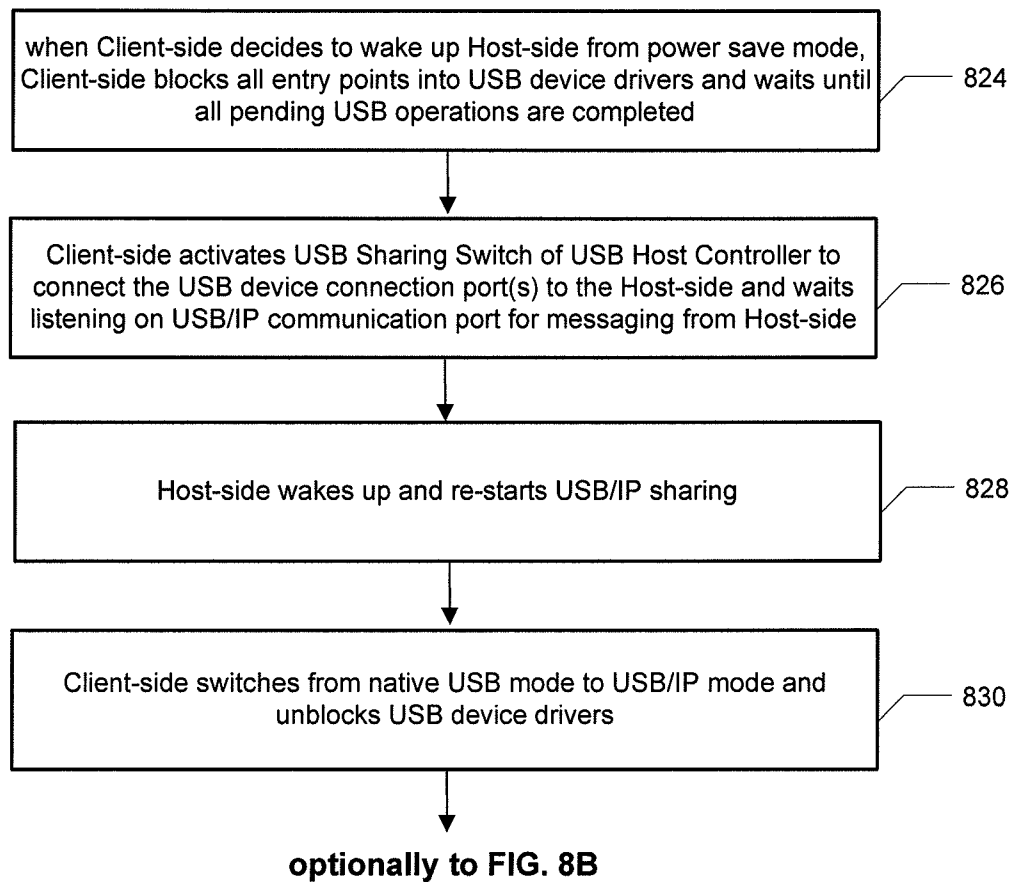 when Client-side decides to wake up Host-side from power save mode,
Client-side blocks all entry points into USB device drivers and waits until
all pending USB operations are completed
824
Client-side activates USB Sharing Switch of USB Host Controller to
connect the USB device connection port(s) to the Host-side and waits
listening on USB/IP communication port for messaging from Host-side
826
Host-side wakes up and re-starts USB/IP sharing
828
Client-side switches from native USB mode to USB/IP mode and
unblocks USB device drivers
830
optionally to FIG. 8B